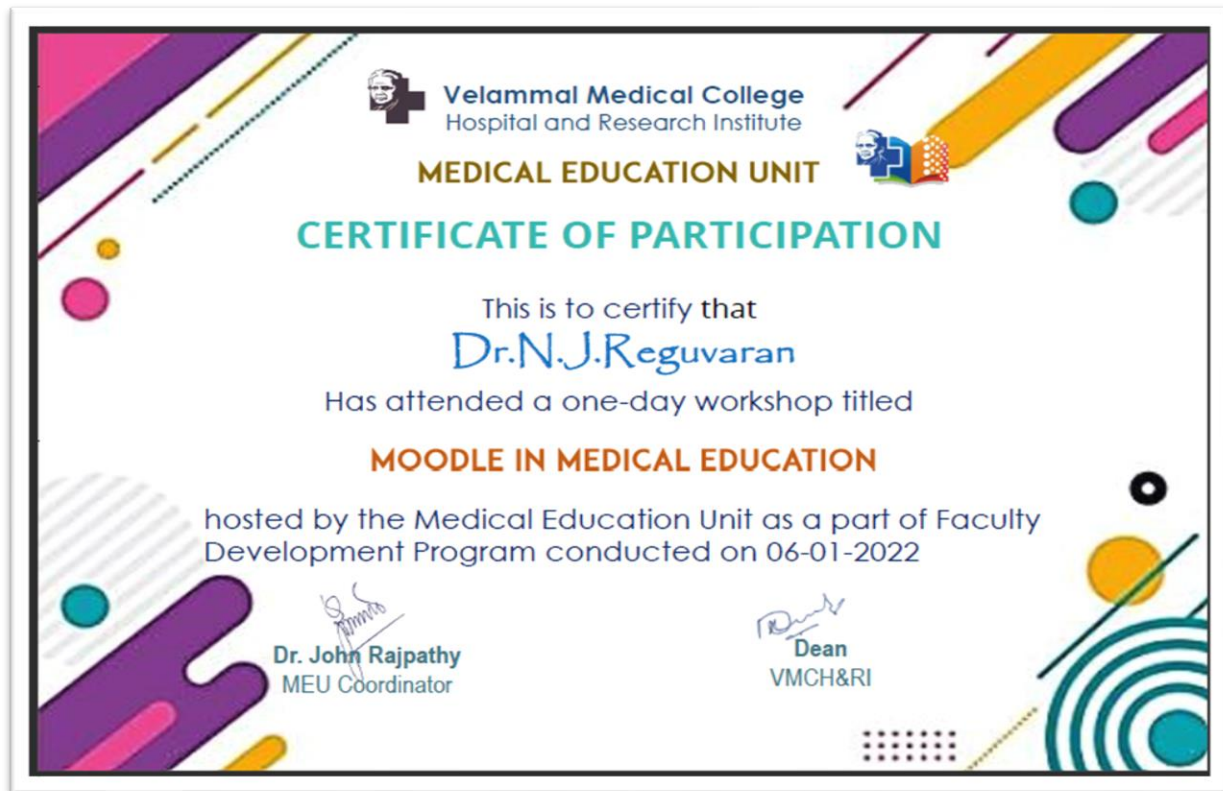 Velammal Medical College
Hospital and Research Institute
MEDICAL EDUCATION UNIT
CERTIFICATE OF PARTICIPATION
This is to certify that
Dr.N.J.Reguvaran
Has attended a one-day workshop titled
MOODLE IN MEDICAL EDUCATION
hosted by the Medical Education Unit as a part of Faculty
Development Program conducted on 06-01-2022
Dr. John Rajpathy
MEU Coordinator
Dean
VMCH&RI